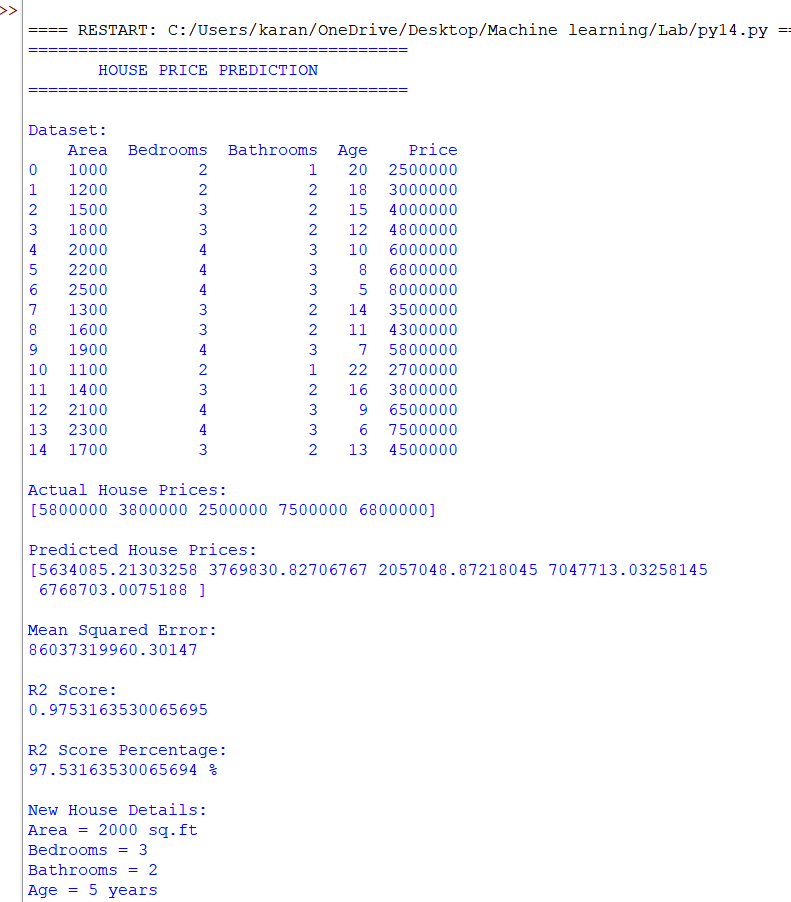 >>
==== RESTART: C:/Users/karan/OneDrive/Desktop/Machine learning/Lab/py14.py ==
======================================
       HOUSE PRICE PREDICTION
======================================

Dataset:
    Area  Bedrooms  Bathrooms  Age    Price
0   1000         2          1   20  2500000
1   1200         2          2   18  3000000
2   1500         3          2   15  4000000
3   1800         3          2   12  4800000
4   2000         4          3   10  6000000
5   2200         4          3    8  6800000
6   2500         4          3    5  8000000
7   1300         3          2   14  3500000
8   1600         3          2   11  4300000
9   1900         4          3    7  5800000
10  1100         2          1   22  2700000
11  1400         3          2   16  3800000
12  2100         4          3    9  6500000
13  2300         4          3    6  7500000
14  1700         3          2   13  4500000

Actual House Prices:
[5800000 3800000 2500000 7500000 6800000]

Predicted House Prices:
[5634085.21303258 3769830.82706767 2057048.87218045 7047713.03258145
 6768703.0075188 ]

Mean Squared Error:
86037319960.30147

R2 Score:
0.9753163530065695

R2 Score Percentage:
97.53163530065694 %

New House Details:
Area = 2000 sq.ft
Bedrooms = 3
Bathrooms = 2
Age = 5 years